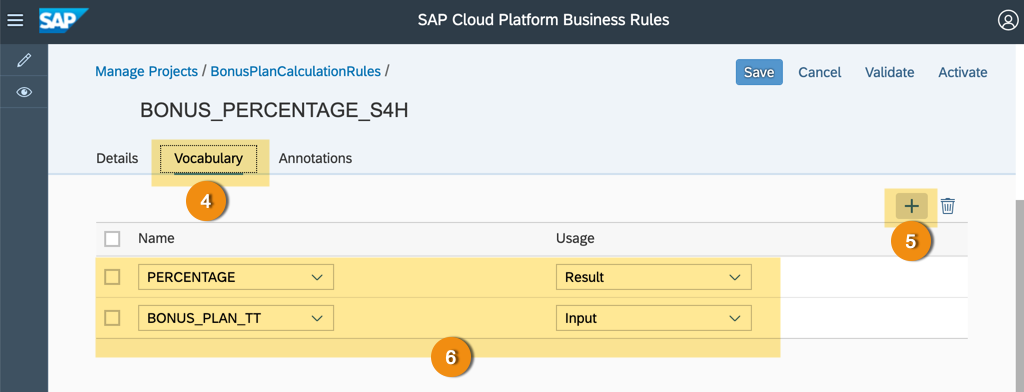 SAP SAP Cloud Platform Business Rules
Manage Projects / BonusPlanCalculationRules / Save Cancel Validate Activate
BONUS_PERCENTAGE_S4H
Details Vocabulary Annotations
4
5
Name Usage
PERCENTAGE Result
BONUS_PLAN_TT Input
6